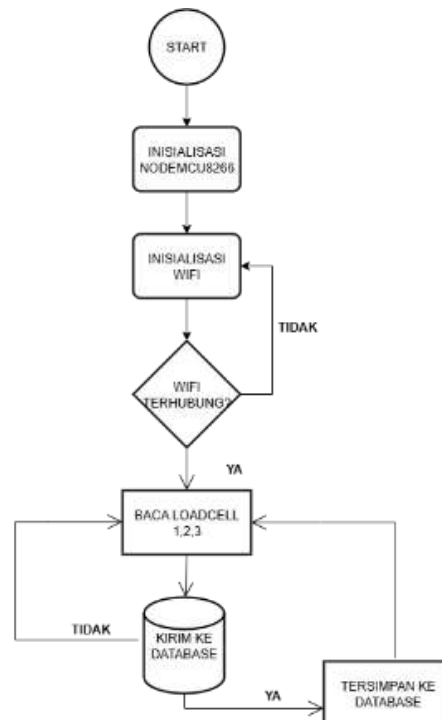 START
INISIALISASI
NODEMCU8266
INISIALISASI
WIFI
TIDAK
WIFI
TERHUBUNG?
YA
BACA LOADCELL
1,2,3
TIDAK
KIRIM KE
DATABASE
YA
TERSIMPAN KE
DATABASE